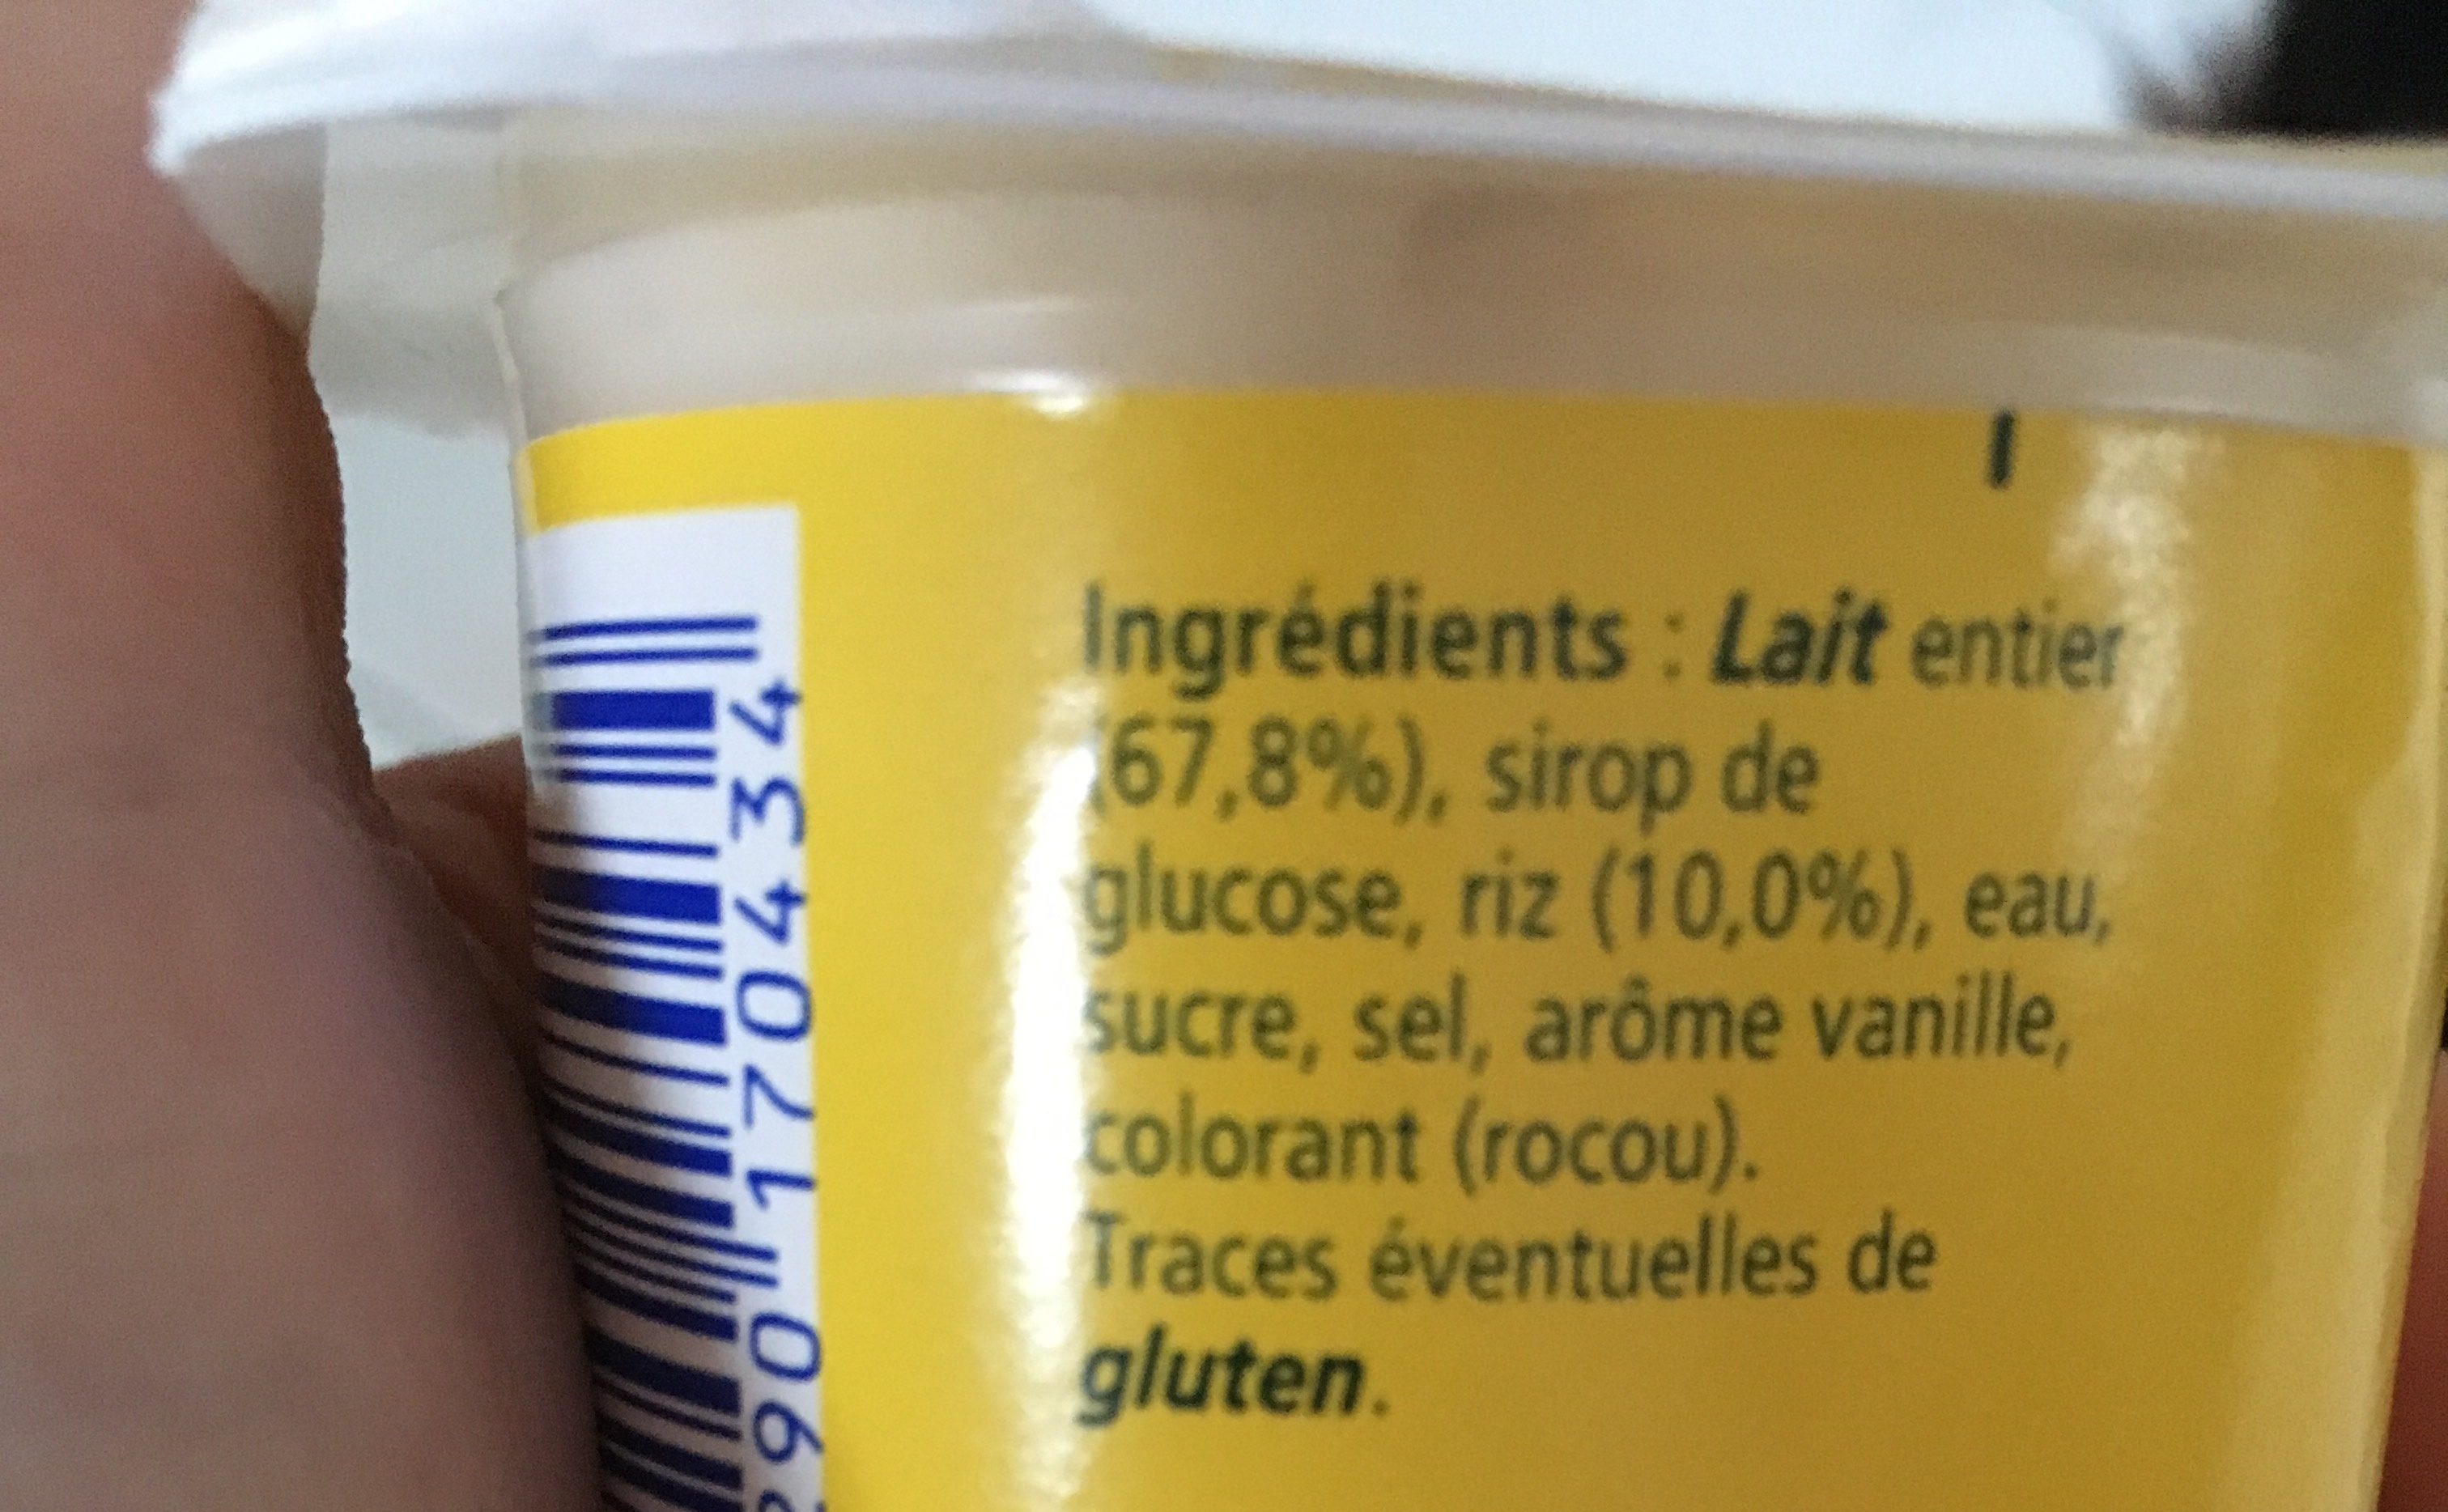 Ingrédients : Lait entier
(67,8%), sirop de
glucose, riz (10,0%), eau,
sucre, sel, arôme vanille,
colorant (rocou).
Traces éventuelles de
gluten.
90 170434